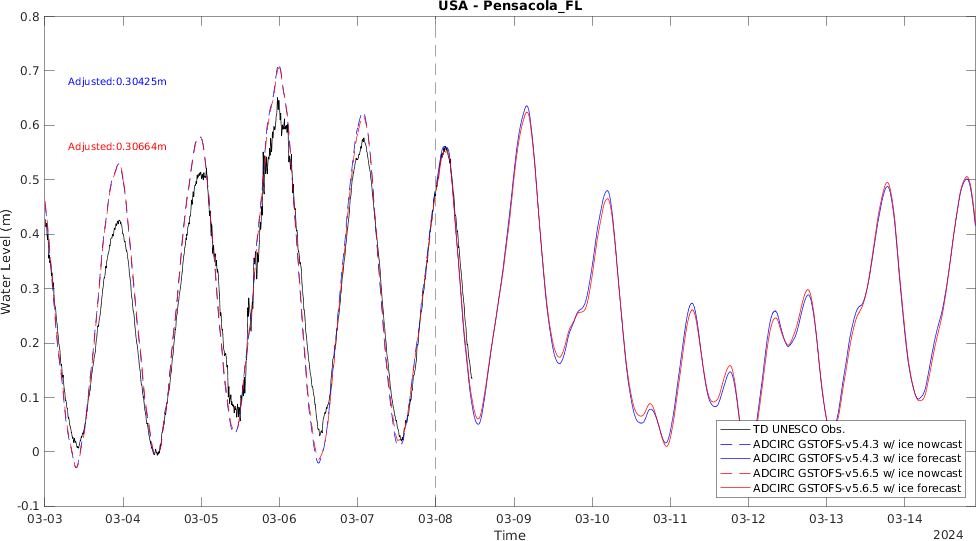 USA - Pensacola_FL
0.8
0.7
Adjusted:0.30425m
0.6
Adjusted:0.30664m
0.5
0.4
Water Level (m)
0.3
0.2
0.1
0
-0.1
TD UNESCO Obs.
ADCIRC GSTOFS-v5.4.3 w/ ice nowcast
ADCIRC GSTOFS-v5.4.3 w/ ice forecast
ADCIRC GSTOFS-v5.6.5 w/ ice nowcast
ADCIRC GSTOFS-v5.6.5 w/ ice forecast
03-03 03-04 03-05 03-06 03-07 03-08 03-09 03-10 03-11 03-12 03-13 03-14
Time
2024